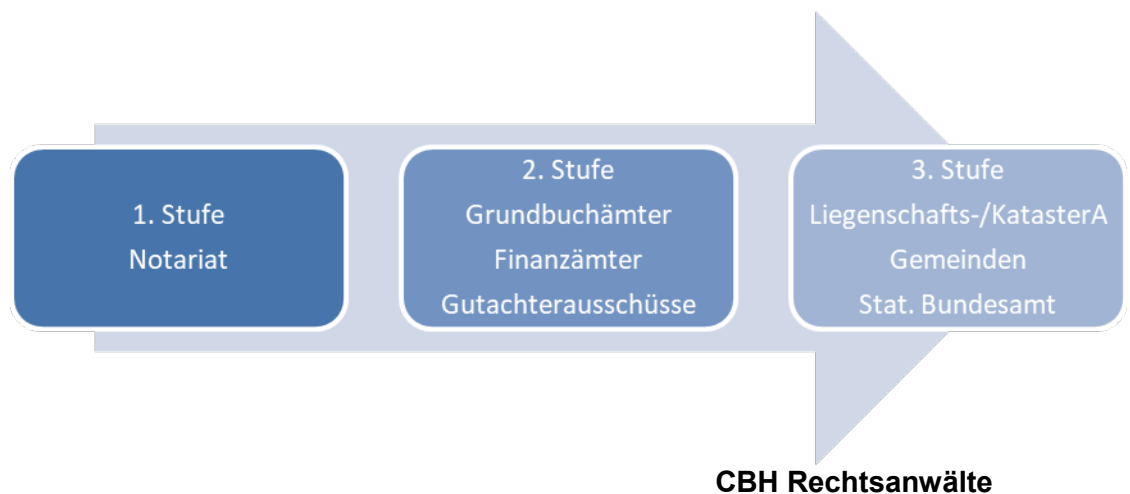 1. Stufe
Notariat
2. Stufe
Grundbuchämter
Finanzämter
Gutachterausschüsse
3. Stufe
Liegenschafts-/KatasterA
Gemeinden
Stat. Bundesamt
CBH Rechtsanwälte